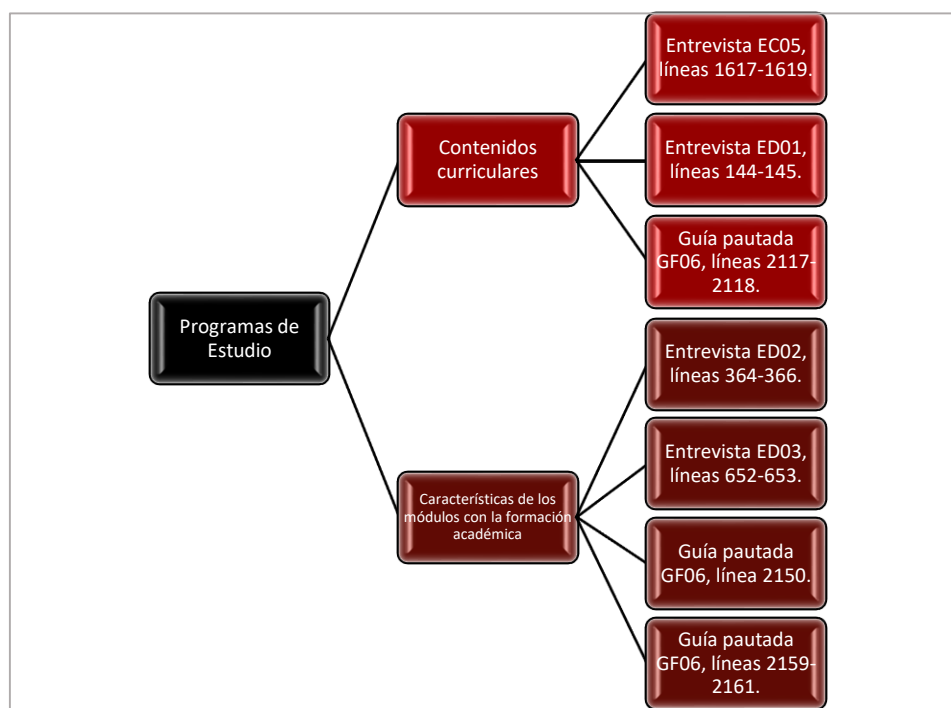 Programas de
Estudio
Contenidos
curriculares
Entrevista EC05,
líneas 1617-1619.
Entrevista ED01,
líneas 144-145.
Guía pautada
GF06, líneas 2117-
2118.
Características de los
módulos con la formación
académica
Entrevista ED02,
líneas 364-366.
Entrevista ED03,
líneas 652-653.
Guía pautada
GF06, línea 2150.
Guía pautada
GF06, líneas 2159-
2161.